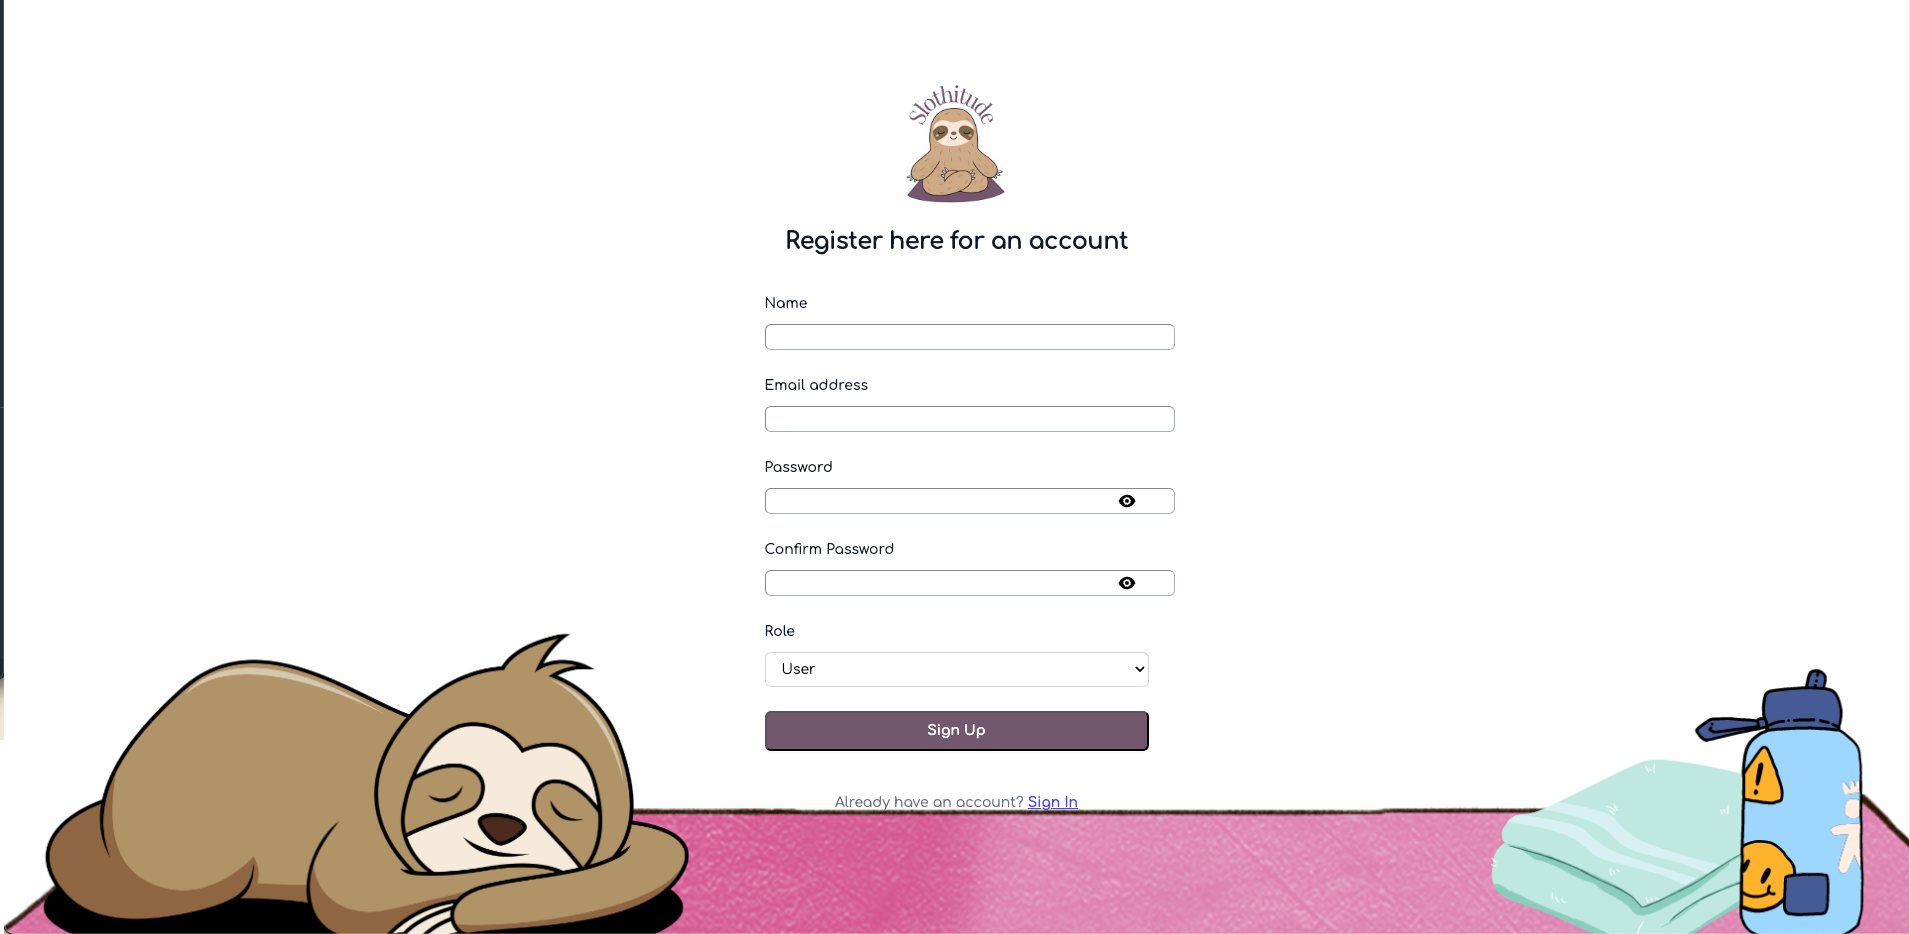 Slothitude
Register here for an account
Name
Email address
Password
Confirm Password
Role
User
Sign Up
Already have an account? Sign In
!